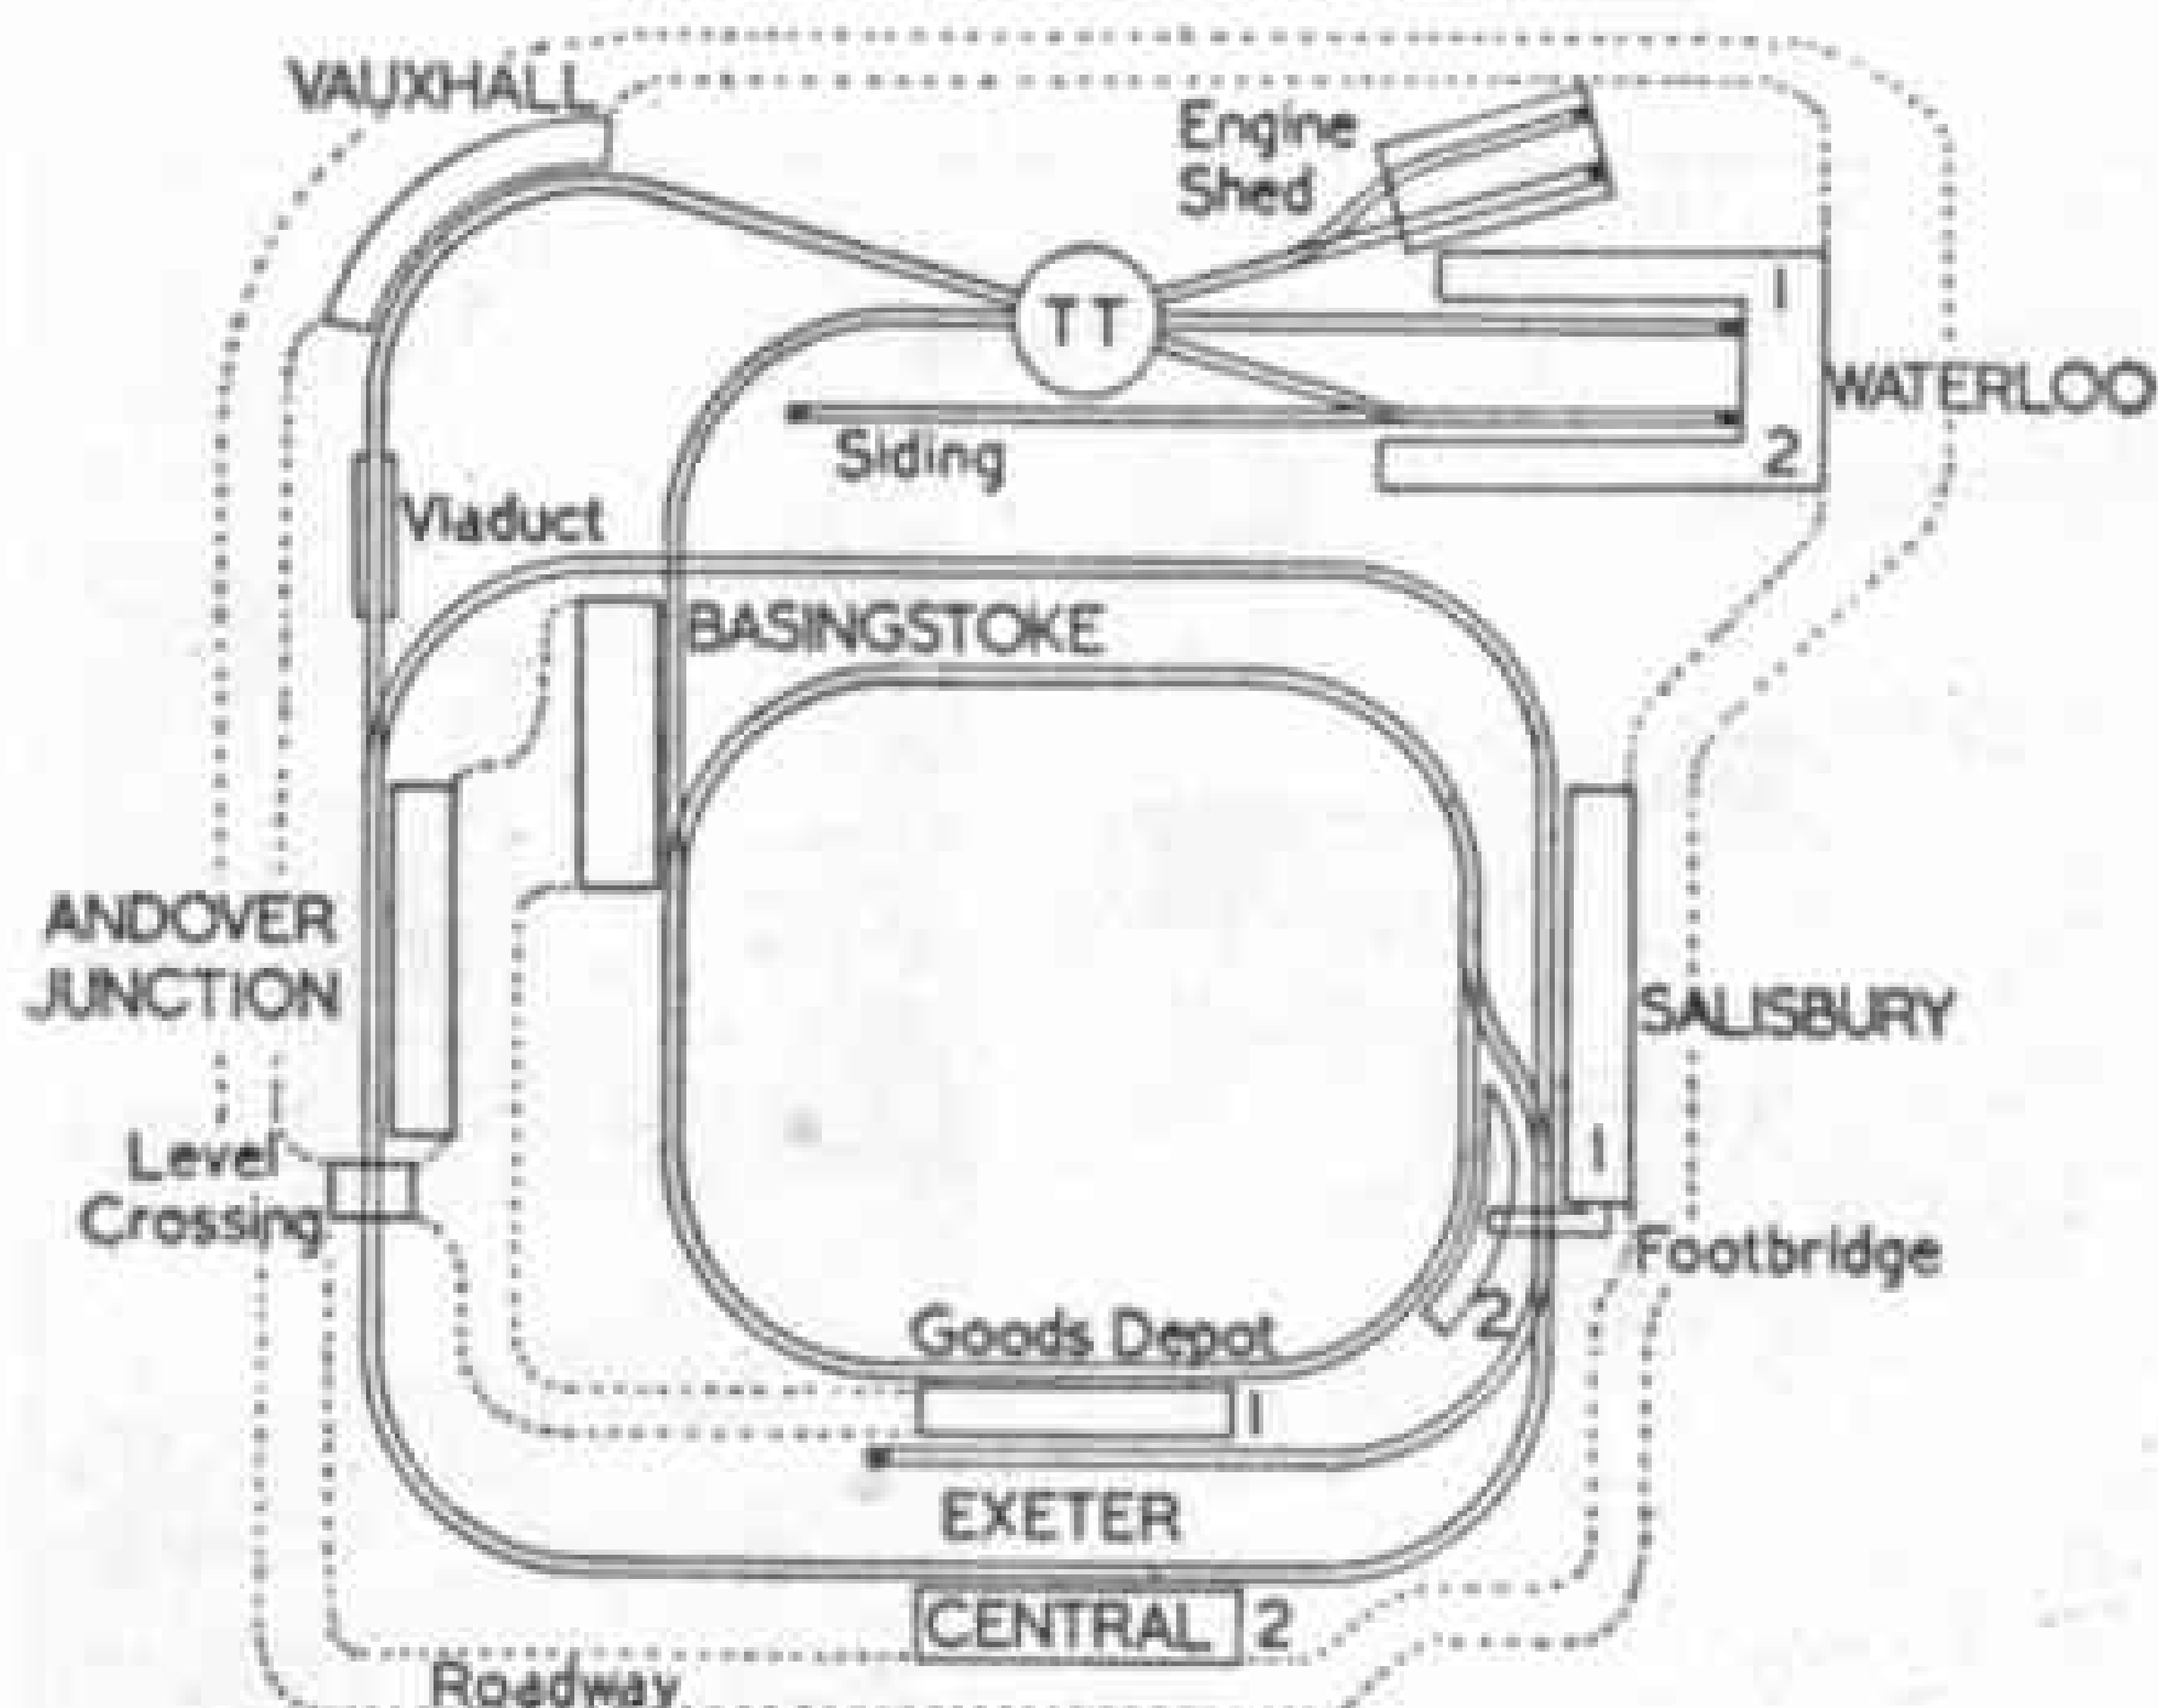 VAUXHALL
Engine
Shed
TT
1
WATERLOO
Siding
2
Viaduct
BASINGSTOKE
ANDOVER
JUNCTION
SALISBURY
1
Level
Crossing
Footbridge
2
Goods Depot
1
EXETER
CENTRAL 2
Roadway